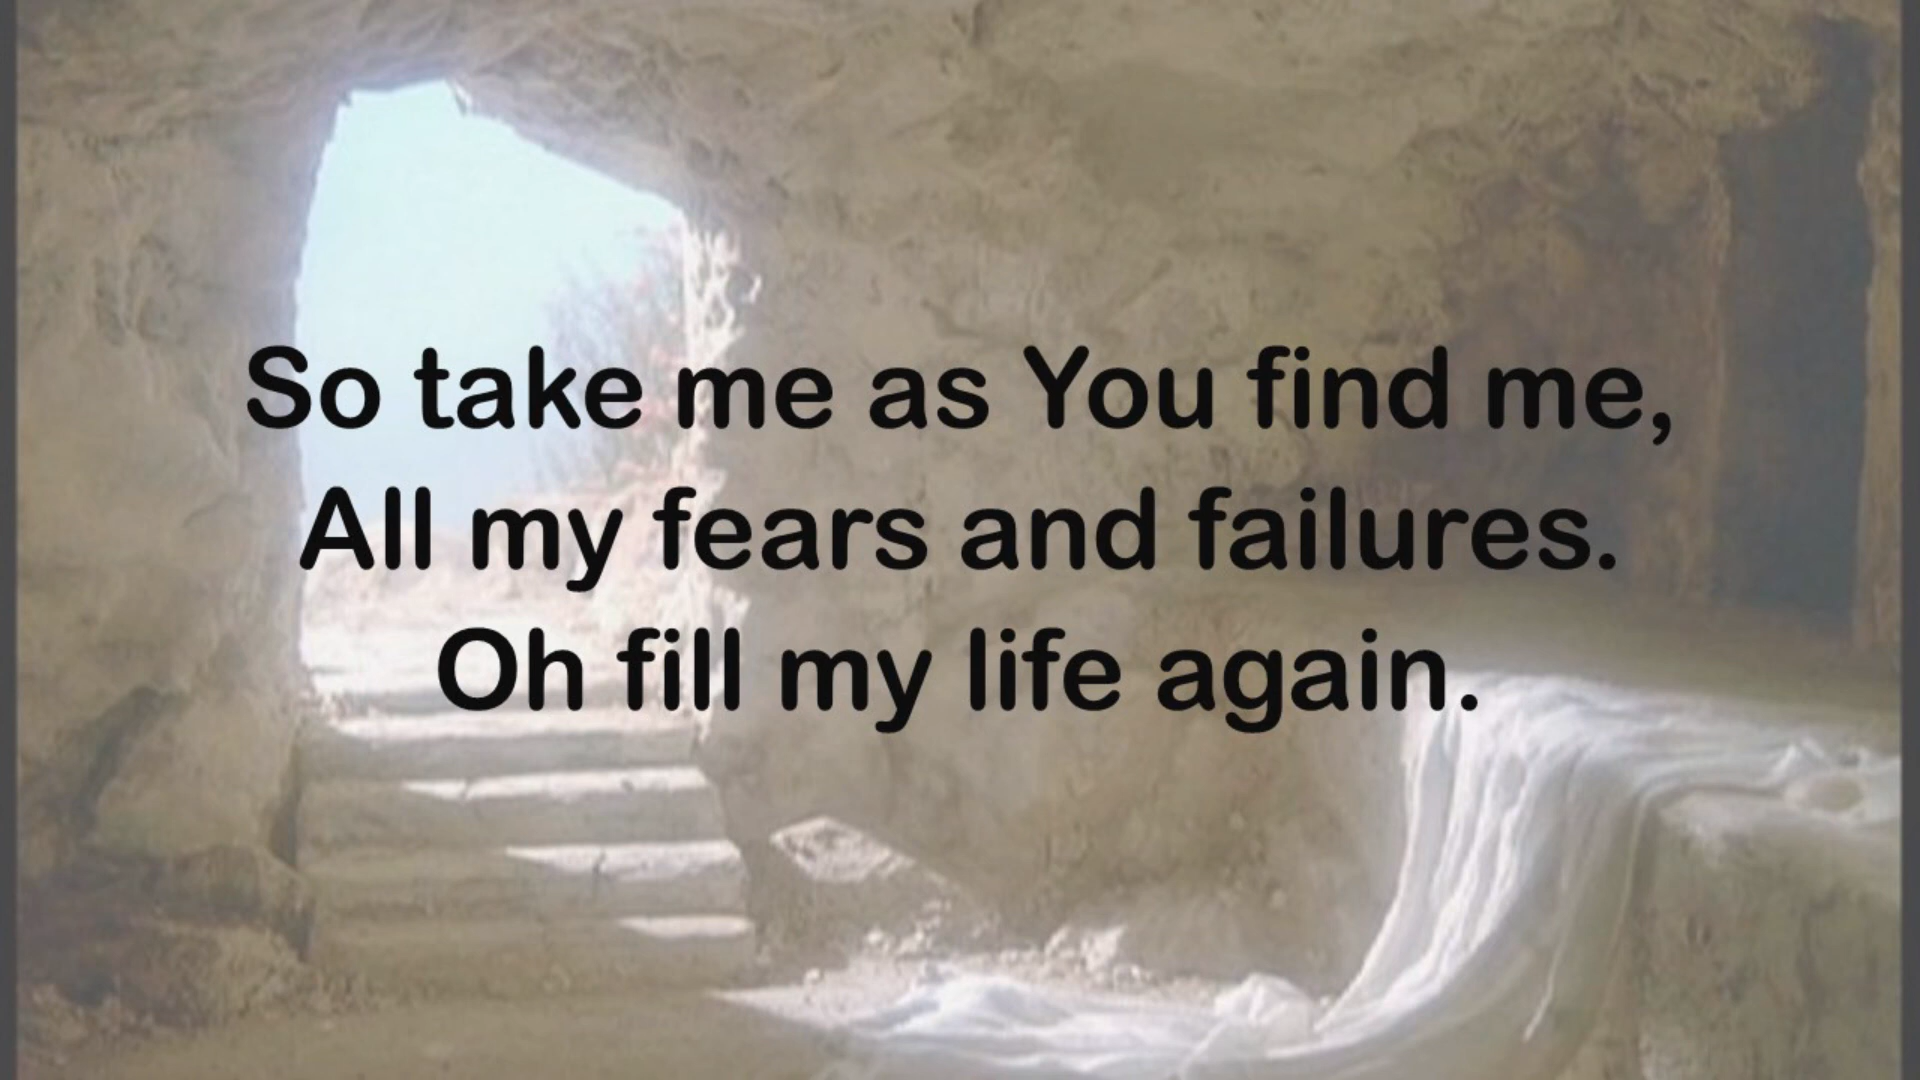 So take me as You find me,
All my fears and failures.
Oh fill my life again.